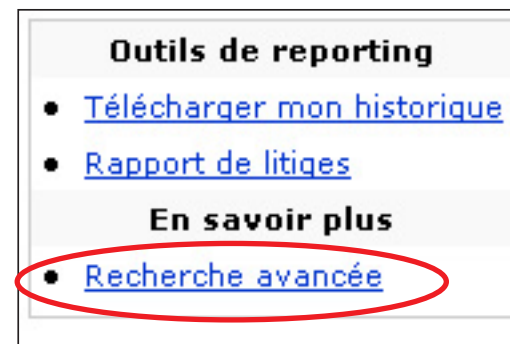 Outils de reporting
• Télécharger mon historique
• Rapport de litiges
En savoir plus
• Recherche avancée